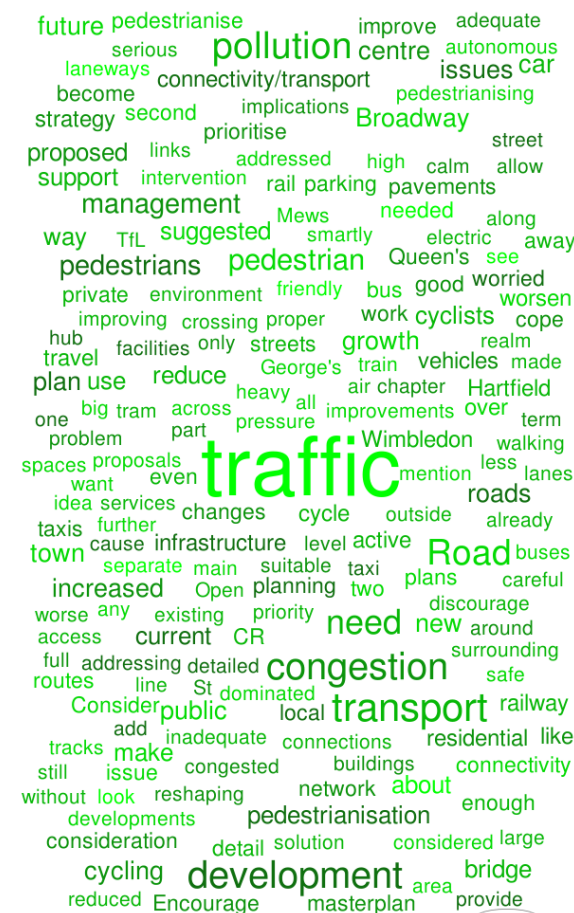 future pedestrianise improve adequate
serious pollution centre autonomous
laneways connectivity/transport issues car
become implications pedestrianising
strategy second prioritise Broadway
street
proposed links addressed high calm allow
support intervention rail parking pavements
management Mews needed along
way TfL suggested smartly electric away
pedestrians pedestrian Queen's see
private environment friendly bus good worried
worsen
improving crossing proper work cyclists cope
hub facilities only streets growth realm
travel George's train vehicles made
plan use reduce heavy air chapter Hartfield
one big tram across all improvements over
pressure term
problem part Wimbledon walking
spaces proposals even traffic mention less lanes
want roads
idea services changes cycle outside already
taxis further
town cause infrastructure level active Road buses
separate main suitable taxi plans careful
increased Open planning two
discourage
worse any existing priority need new around
access current CR surrounding
full addressing detailed congestion safe
routes line St dominated
Consider public local transport railway
add inadequate connections residential like
tracks make
still issue congested buildings connectivity
without look reshaping network about enough
developments pedestrianisation
consideration detail solution considered large
cycling development area bridge
reduced Encourage masterplan provide